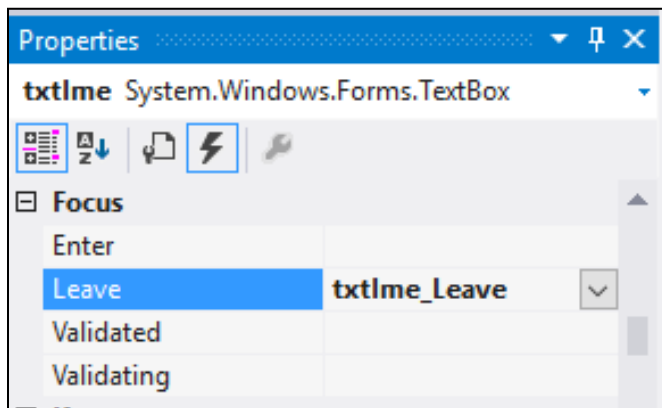 Properties
txtIme System.Windows.Forms.TextBox
Focus
Enter
Leave txtIme_Leave
Validated
Validating